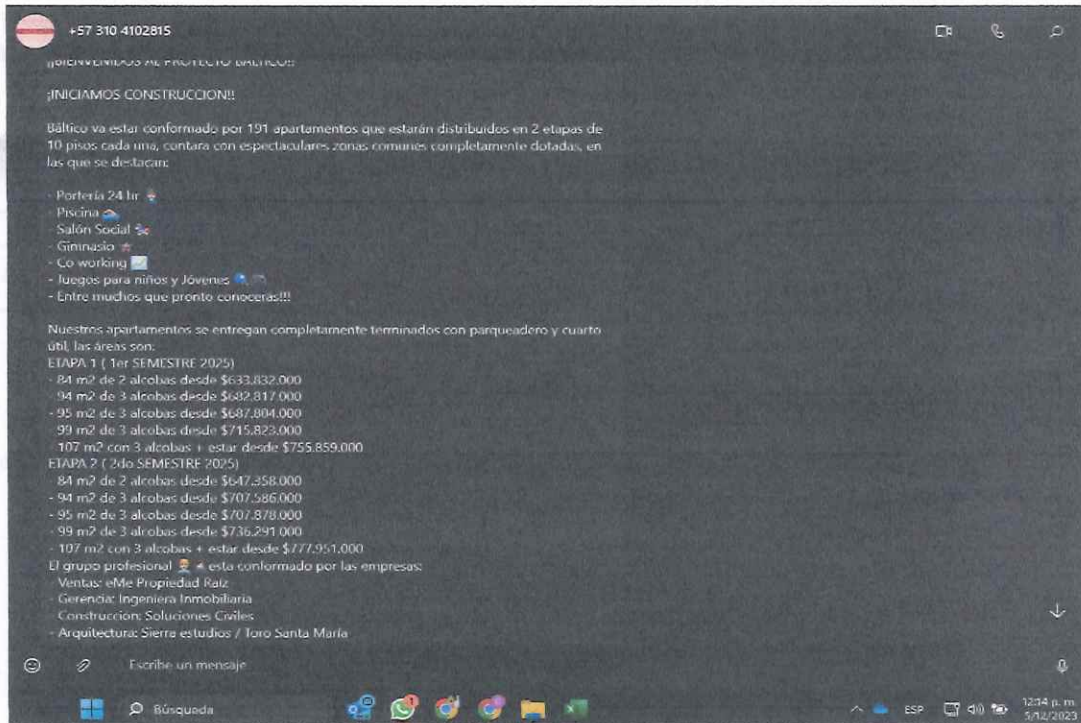 +57 310 4102815
¡¡BIENVENIDOS AL PROYECTO BÁLTICO!!
¡INICIAMOS CONSTRUCCION!!
Báltico va estar conformado por 191 apartamentos que estarán distribuidos en 2 etapas de
10 pisos cada una, contara con espectaculares zonas comunes completamente dotadas, en
las que se destacan:
- Portería 24 hr
- Piscina
- Salón Social
- Gimnasio
- Co working
- Juegos para niños y Jóvenes
- Entre muchos que pronto conocerás!!!
Nuestros apartamentos se entregan completamente terminados con parqueadero y cuarto
útil, las áreas son:
ETAPA 1 ( 1er SEMESTRE 2025)
- 84 m2 de 2 alcobas desde $633.832.000
- 94 m2 de 3 alcobas desde $682.817.000
- 95 m2 de 3 alcobas desde $687.804.000
- 99 m2 de 3 alcobas desde $715.823.000
- 107 m2 con 3 alcobas + estar desde $755.859.000
ETAPA 2 ( 2do SEMESTRE 2025)
- 84 m2 de 2 alcobas desde $647.358.000
- 94 m2 de 3 alcobas desde $707.586.000
- 95 m2 de 3 alcobas desde $707.878.000
- 99 m2 de 3 alcobas desde $736.291.000
- 107 m2 con 3 alcobas + estar desde $777.951.000
El grupo profesional esta conformado por las empresas:
- Ventas: eMe Propiedad Raíz
- Gerencia: Ingeniera Inmobiliaria
- Construcción: Soluciones Civiles
- Arquitectura: Sierra estudios / Toro Santa María
Escribe un mensaje
Búsqueda
ESP
12:14 p. m.
5/12/2023